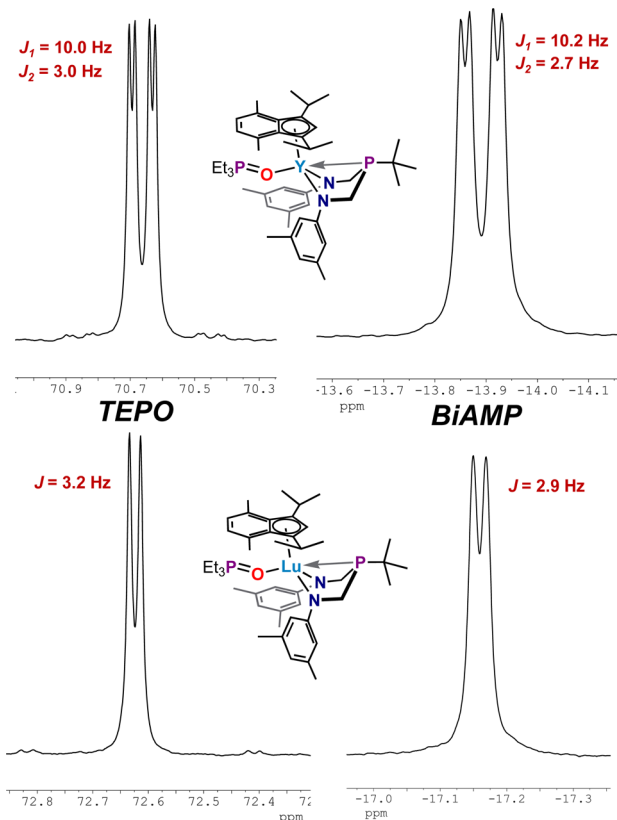 J₁ = 10.0 Hz
J₂ = 3.0 Hz
J₁ = 10.2 Hz
J₂ = 2.7 Hz
Et₃P=O
Y
P
N
N
70.9 70.7 70.5 70.3
ppm
-13.6 -13.7 -13.8 -13.9 -14.0 -14.1
ppm
TEPO
BiAMP
J = 3.2 Hz
J = 2.9 Hz
Et₃P=O
Lu
P
N
N
72.8 72.7 72.6 72.5 72.4
ppm
-17.0 -17.1 -17.2 -17.3
ppm